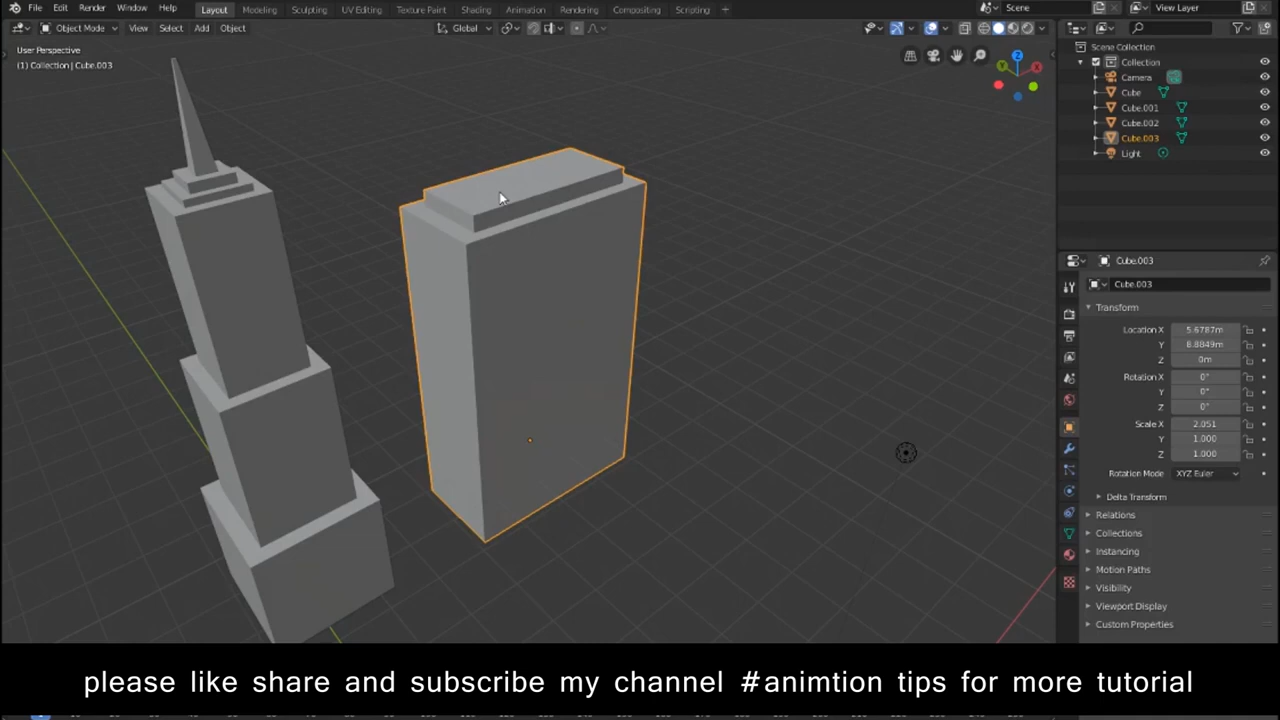 File Edit Render Window Help Layout Modeling Sculpting UV Editing Texture Paint Shading Animation Rendering Compositing Scripting + Scene View Layer
Object Mode View Select Add Object Global
User Perspective
(1) Collection | Cube.003
Z
Y X
Scene Collection
Collection
Camera
Cube
Cube.001
Cube.002
Cube.003
Light
Cube.003
Cube.003
Transform
Location X 5.6787m
Y 8.8849m
Z 0m
Rotation X 0°
Y 0°
Z 0°
Scale X 2.051
Y 1.000
Z 1.000
Rotation Mode XYZ Euler
Delta Transform
Relations
Collections
Instancing
Motion Paths
Visibility
Viewport Display
Custom Properties
please like share and subscribe my channel #animtion tips for more tutorial